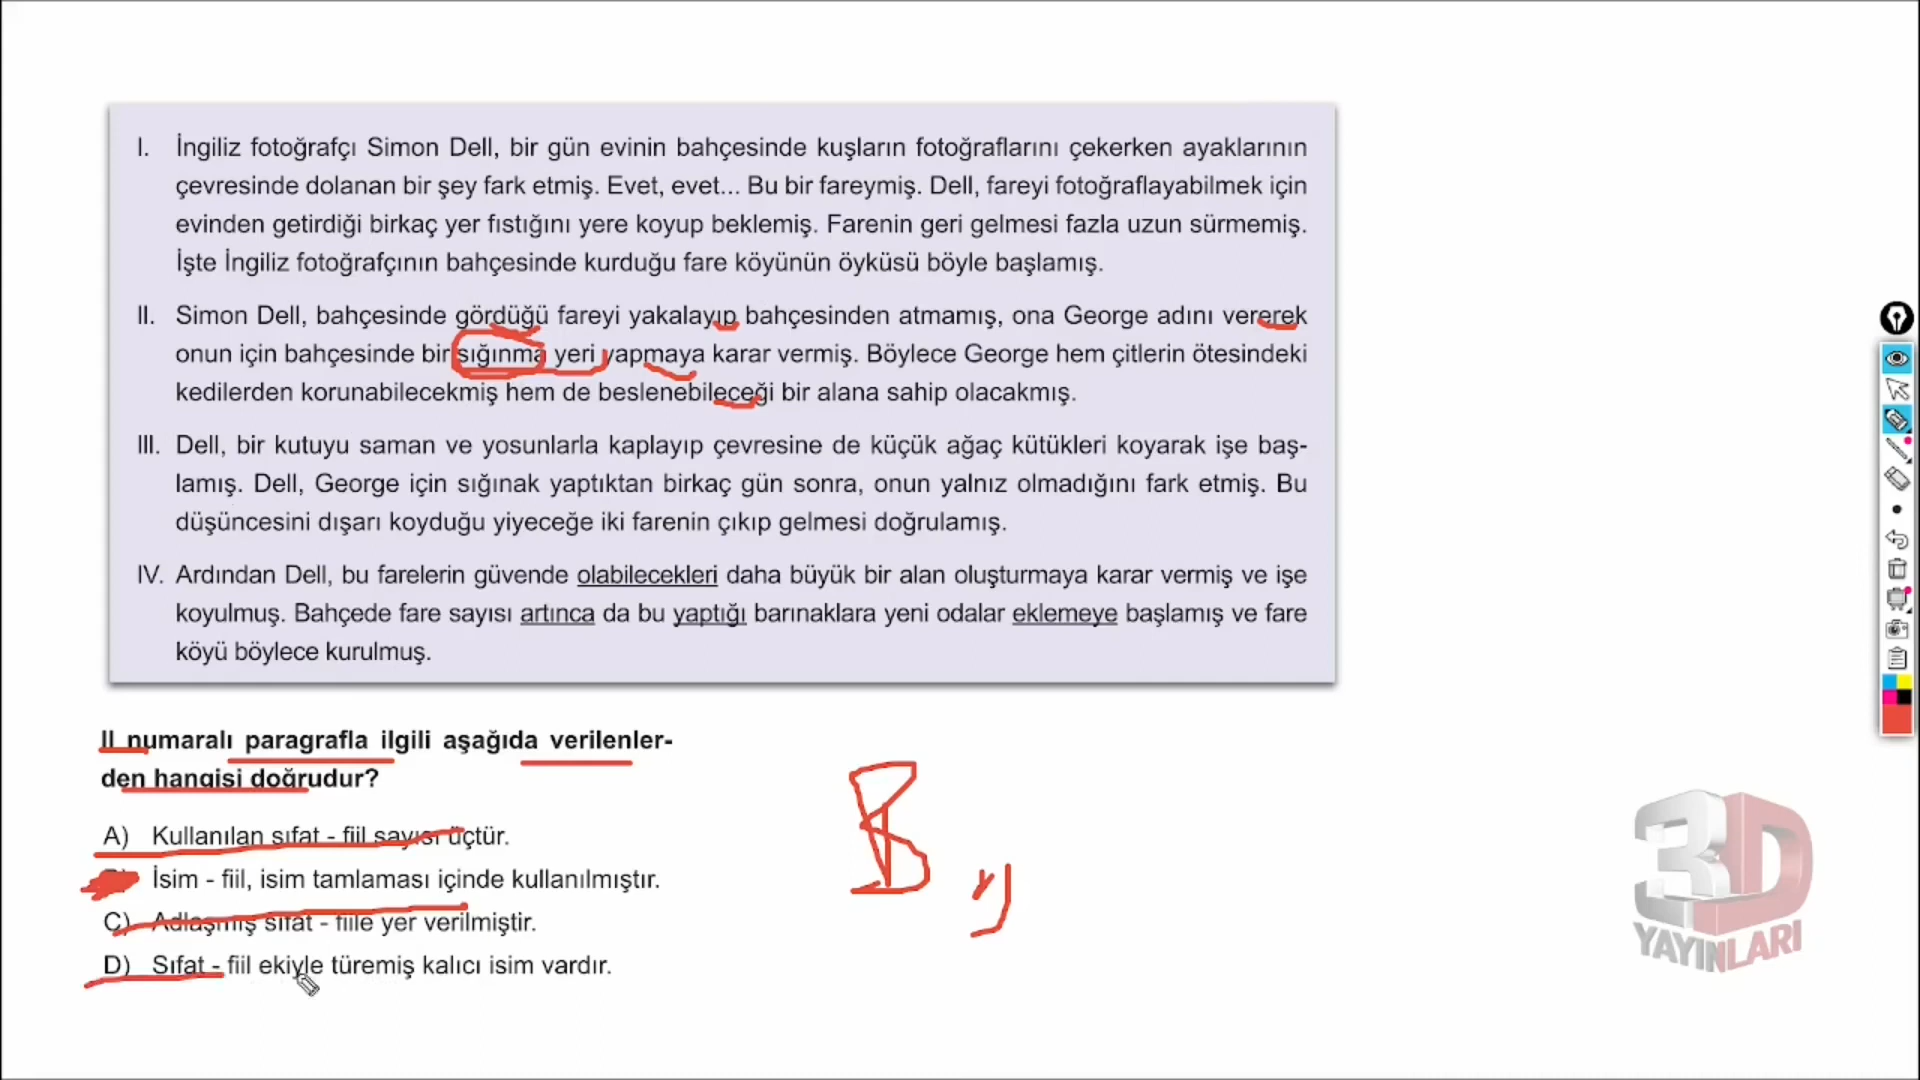 I. İngiliz fotoğrafçı Simon Dell, bir gün evinin bahçesinde kuşların fotoğraflarını çekerken ayaklarının
çevresinde dolanan bir şey fark etmiş. Evet, evet... Bu bir fareymiş. Dell, fareyi fotoğraflayabilmek için
evinden getirdiği birkaç yer fıstığını yere koyup beklemiş. Farenin geri gelmesi fazla uzun sürmemiş.
İşte İngiliz fotoğrafçının bahçesinde kurduğu fare köyünün öyküsü böyle başlamış.
II. Simon Dell, bahçesinde gördüğü fareyi yakalayıp bahçesinden atmamış, ona George adını vererek
onun için bahçesinde bir sığınma yeri yapmaya karar vermiş. Böylece George hem çitlerin ötesindeki
kedilerden korunabilecekmiş hem de beslenebileceği bir alana sahip olacakmış.
III. Dell, bir kutuyu saman ve yosunlarla kaplayıp çevresine de küçük ağaç kütükleri koyarak işe baş-
lamış. Dell, George için sığınak yaptıktan birkaç gün sonra, onun yalnız olmadığını fark etmiş. Bu
düşüncesini dışarı koyduğu yiyeceğe iki farenin çıkıp gelmesi doğrulamış.
IV. Ardından Dell, bu farelerin güvende olabilecekleri daha büyük bir alan oluşturmaya karar vermiş ve işe
koyulmuş. Bahçede fare sayısı artınca da bu yaptığı barınaklara yeni odalar eklemeye başlamış ve fare
köyü böylece kurulmuş.
II numaralı paragrafla ilgili aşağıda verilenler-
den hangisi doğrudur?
A) Kullanılan sıfat - fiil sayısı üçtür.
İsim - fiil, isim tamlaması içinde kullanılmıştır.
C) Adlaşmış sıfat - fiile yer verilmiştir.
D) Sıfat - fiil ekiyle türemiş kalıcı isim vardır.
3D
YAYINLARI